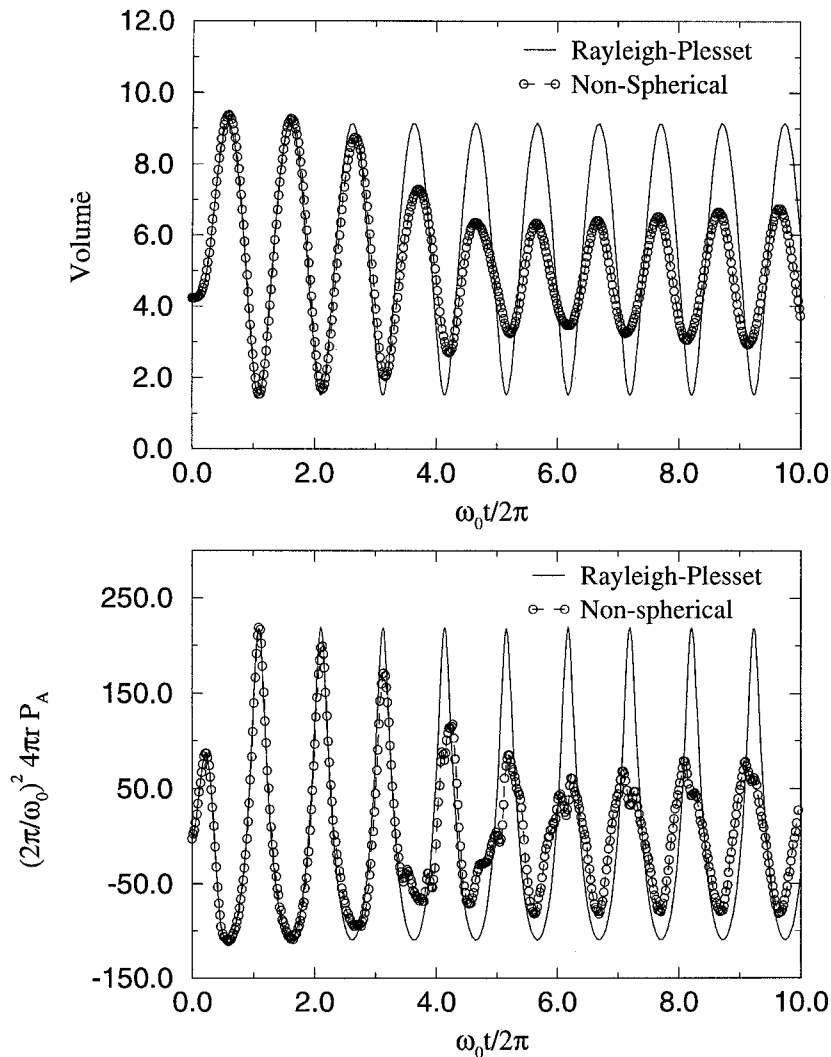 12.0
10.0
8.0
6.0
4.0
2.0
0.0
Volume
Rayleigh-Plesset
Non-Spherical
0.0 2.0 4.0 6.0 8.0 10.0
ω₀t/2π
250.0
150.0
50.0
-50.0
-150.0
(2π/ω₀)² 4πr P_A
Rayleigh-Plesset
Non-spherical
0.0 2.0 4.0 6.0 8.0 10.0
ω₀t/2π